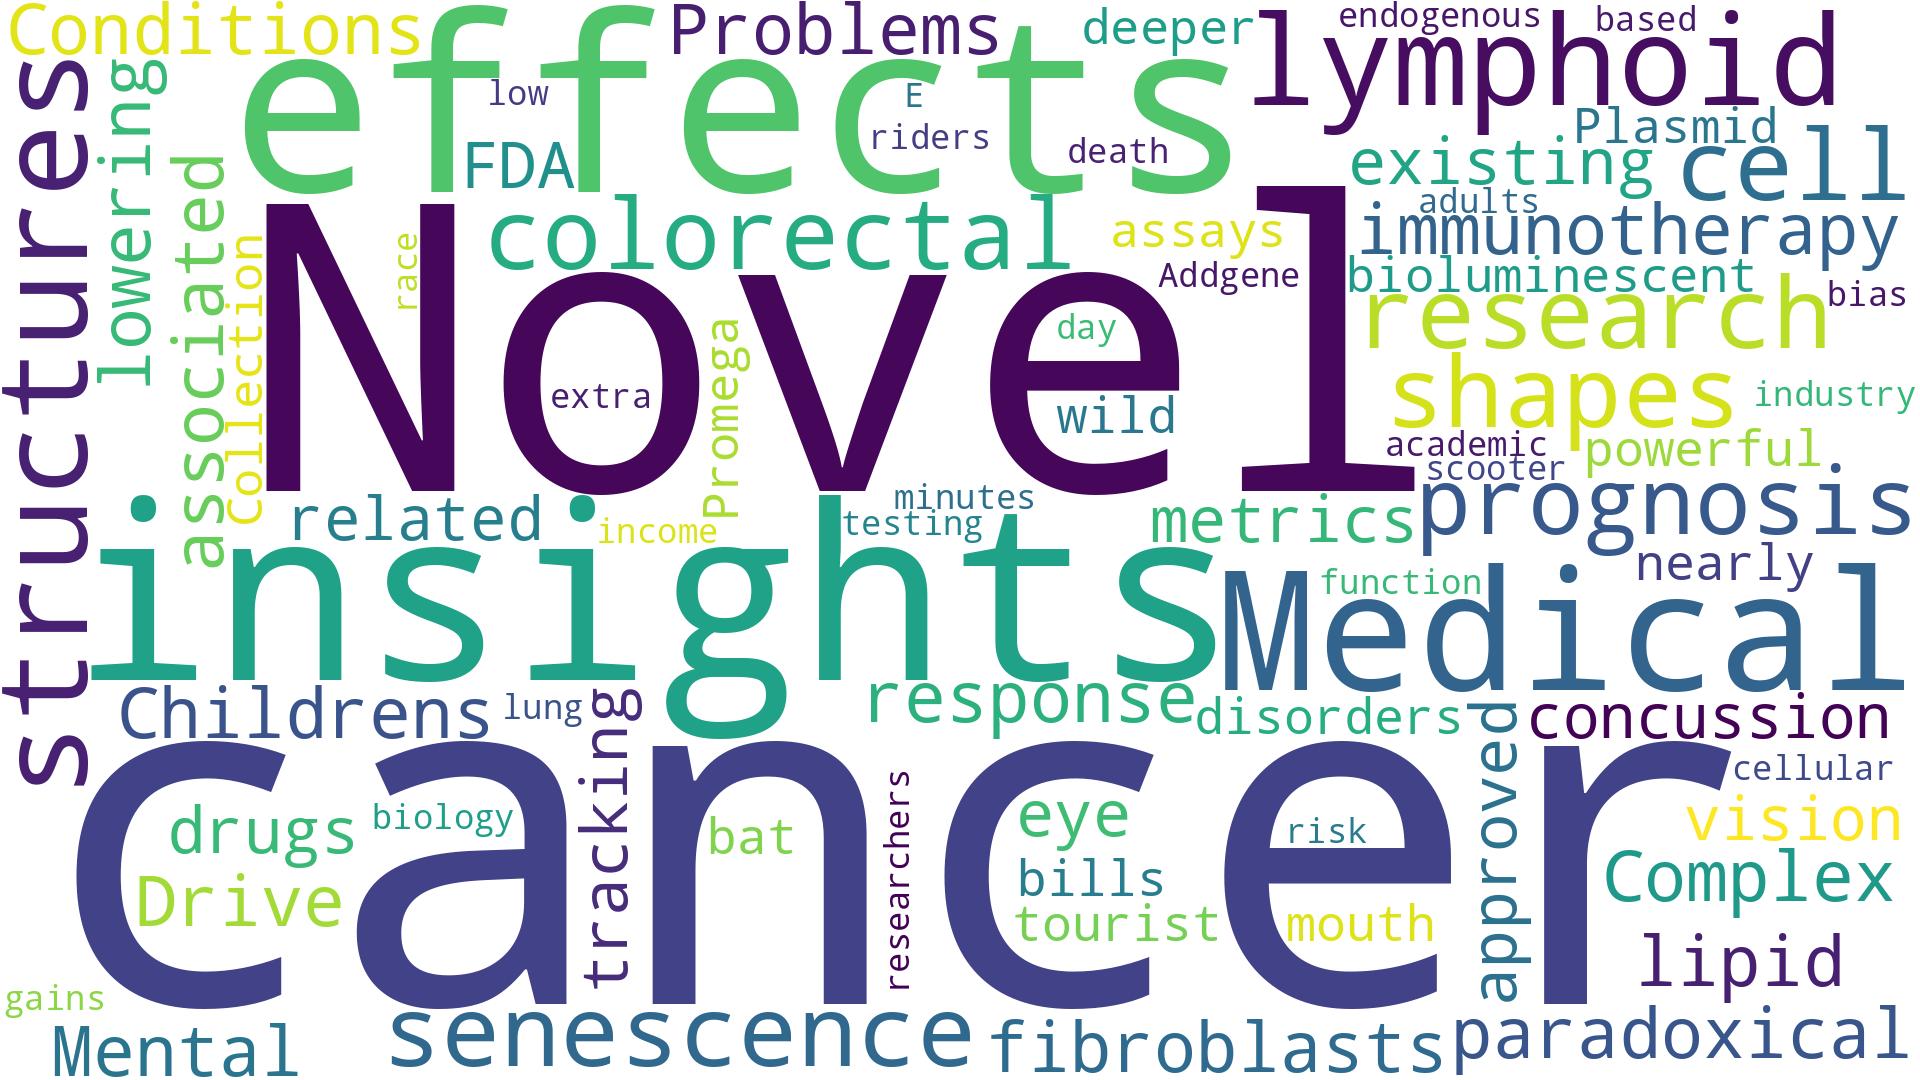 Conditions
effects
Problems
deeper
endogenous
based
lymphoid
structures
lowering
low
E
riders
FDA
death
Plasmid
existing
cell
associated
Collection
race
Novel
colorectal
assays
Addgene
adults
immunotherapy
bioluminescent
bias
research
extra
Promega
day
wild
shapes
industry
academic
scooter
powerful
related
income
minutes
testing
metrics
prognosis
insights
nearly
function
Medical
Childrens
lung
tracking
response
disorders
approved
concussion
cancer
cellular
drugs
biology
bat
researchers
eye
risk
vision
Drive
bills
Complex
tourist
mouth
lipid
gains
Mental
senescence
fibroblasts
paradoxical